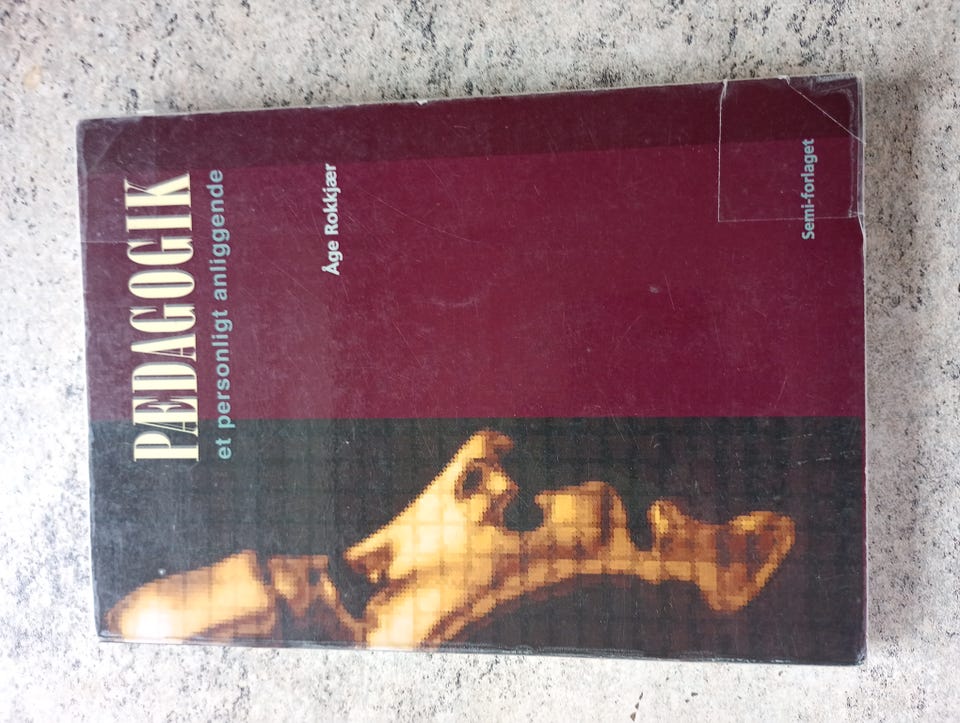 PÆDAGOGIK
et personligt anliggende
Åge Rokkjær
Semi-forlaget